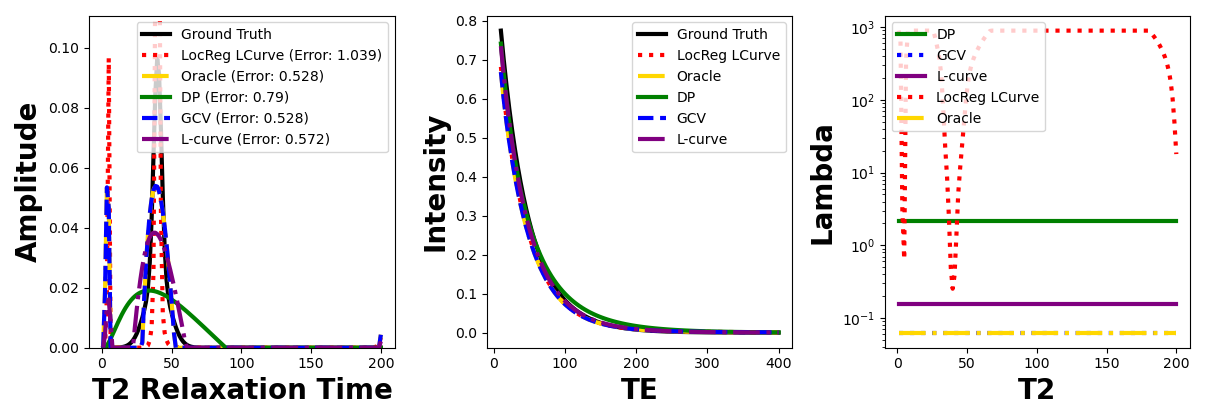 Amplitude
0.10
0.08
0.06
0.04
0.02
0.00
Ground Truth
LocReg LCurve (Error: 1.039)
Oracle (Error: 0.528)
DP (Error: 0.79)
GCV (Error: 0.528)
L-curve (Error: 0.572)
0 50 100 150 200
T2 Relaxation Time
Intensity
0.8
0.7
0.6
0.5
0.4
0.3
0.2
0.1
0.0
Ground Truth
LocReg LCurve
Oracle
DP
GCV
L-curve
0 100 200 300 400
TE
Lambda
10³
10²
10¹
10⁰
10⁻¹
DP
GCV
L-curve
LocReg LCurve
Oracle
0 50 100 150 200
T2